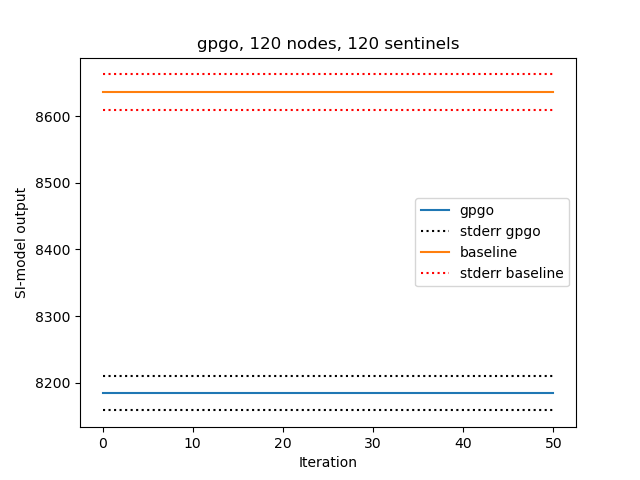 gpgo, 120 nodes, 120 sentinels
8600
8500
8400
8300
8200
SI-model output
gpgo
stderr gpgo
baseline
stderr baseline
0 10 20 30 40 50
Iteration